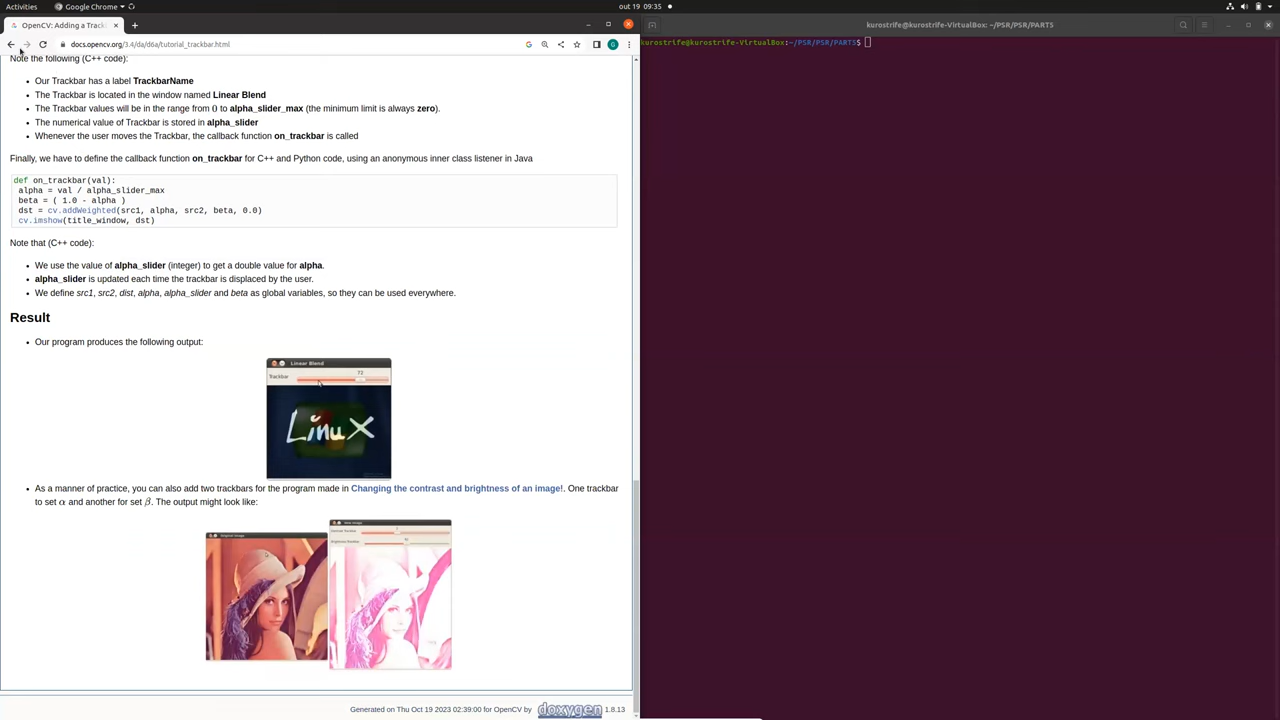 Activities
Google Chrome
out 19 09:35
OpenCV: Adding a Track
kurostrife@kurostrife-VirtualBox: ~/PSR/PSR/PART5
docs.opencv.org/3.4/da/d6a/tutorial_trackbar.html
kurostrife@kurostrife-VirtualBox:~/PSR/PSR/PART5$
Note the following (C++ code):
Our Trackbar has a label TrackbarName
The Trackbar is located in the window named Linear Blend
The Trackbar values will be in the range from 0 to alpha_slider_max (the minimum limit is always zero).
The numerical value of Trackbar is stored in alpha_slider
Whenever the user moves the Trackbar, the callback function on_trackbar is called
Finally, we have to define the callback function on_trackbar for C++ and Python code, using an anonymous inner class listener in Java
def on_trackbar(val):
alpha = val / alpha_slider_max
beta = ( 1.0 - alpha )
dst = cv.addWeighted(src1, alpha, src2, beta, 0.0)
cv.imshow(title_window, dst)
Note that (C++ code):
We use the value of alpha_slider (integer) to get a double value for alpha.
alpha_slider is updated each time the trackbar is displaced by the user.
We define src1, src2, dist, alpha, alpha_slider and beta as global variables, so they can be used everywhere.
Result
Our program produces the following output:
Linear Blend
Trackbar
LinuX
As a manner of practice, you can also add two trackbars for the program made in Changing the contrast and brightness of an image!. One trackbar
to set α and another for set β. The output might look like:
Original Image
Generated on Thu Oct 19 2023 02:39:00 for OpenCV by doxygen 1.8.13